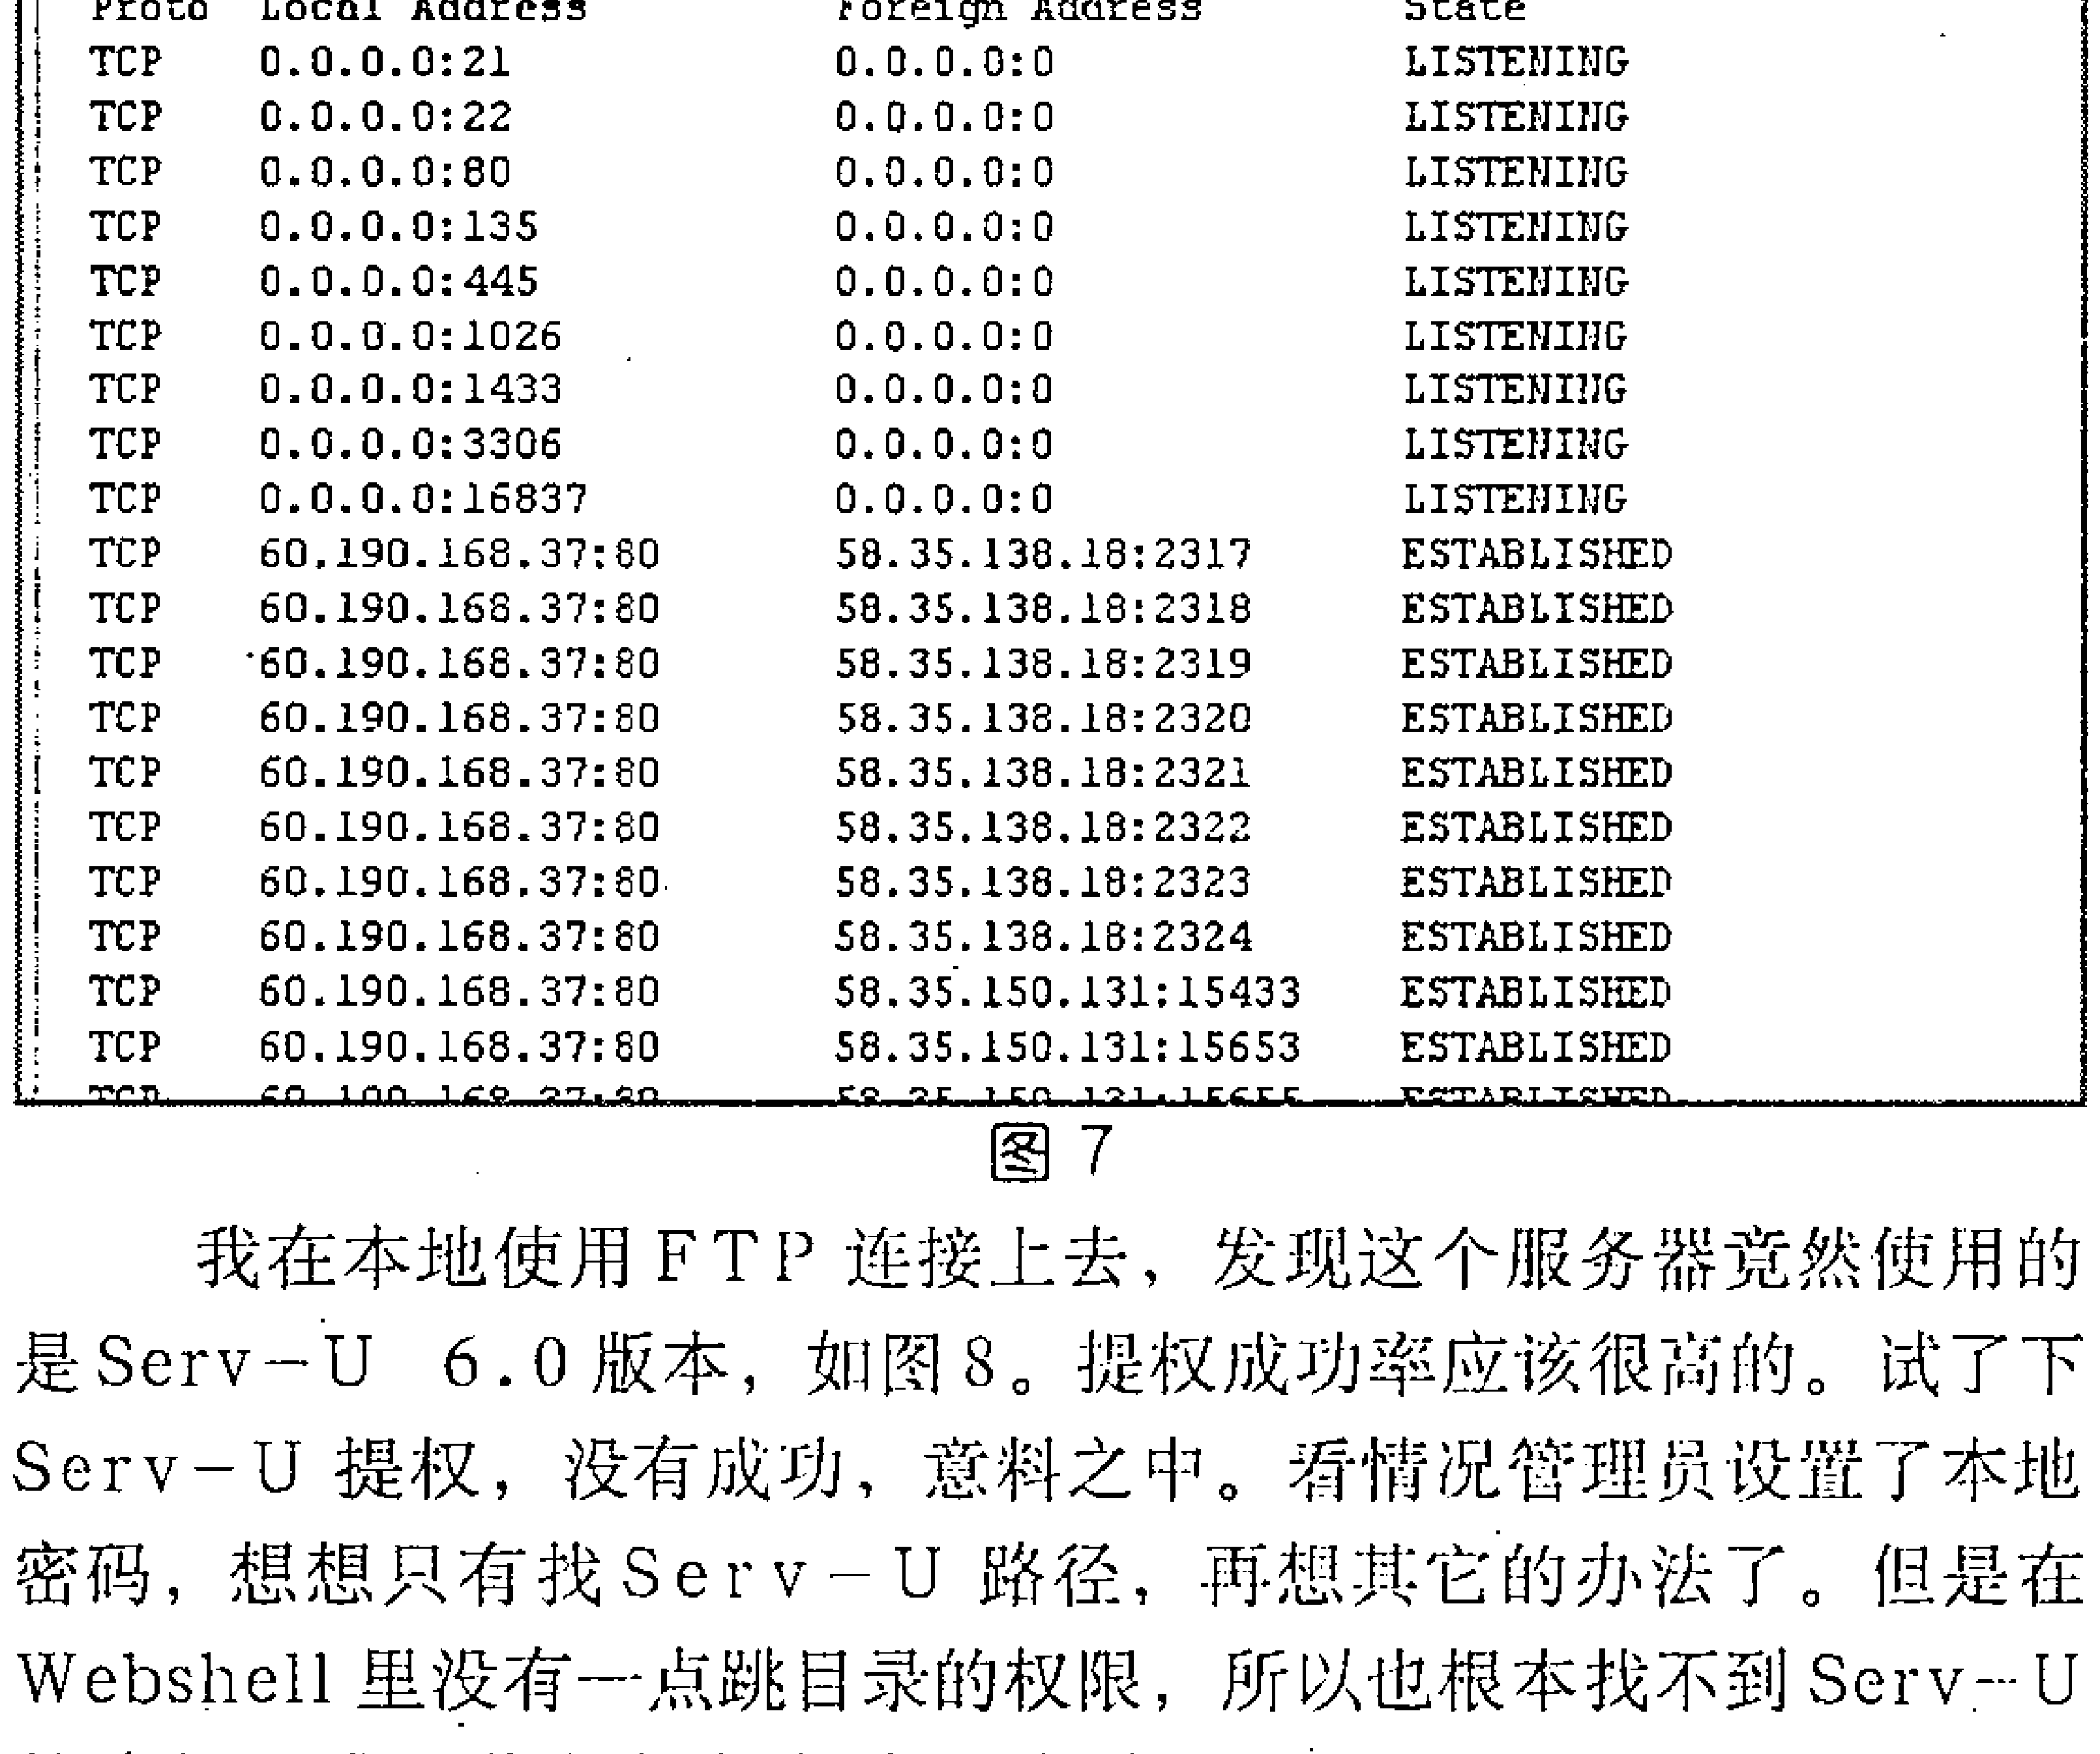 Proto Local Address Foreign Address State
TCP 0.0.0.0:21 0.0.0.0:0 LISTENING
TCP 0.0.0.0:22 0.0.0.0:0 LISTENING
TCP 0.0.0.0:80 0.0.0.0:0 LISTENING
TCP 0.0.0.0:135 0.0.0.0:0 LISTENING
TCP 0.0.0.0:445 0.0.0.0:0 LISTENING
TCP 0.0.0.0:1026 0.0.0.0:0 LISTENING
TCP 0.0.0.0:1433 0.0.0.0:0 LISTENING
TCP 0.0.0.0:3306 0.0.0.0:0 LISTENING
TCP 0.0.0.0:16837 0.0.0.0:0 LISTENING
TCP 60.190.168.37:80 58.35.138.18:2317 ESTABLISHED
TCP 60.190.168.37:80 58.35.138.18:2318 ESTABLISHED
TCP 60.190.168.37:80 58.35.138.18:2319 ESTABLISHED
TCP 60.190.168.37:80 58.35.138.18:2320 ESTABLISHED
TCP 60.190.168.37:80 58.35.138.18:2321 ESTABLISHED
TCP 60.190.168.37:80 58.35.138.18:2322 ESTABLISHED
TCP 60.190.168.37:80 58.35.138.18:2323 ESTABLISHED
TCP 60.190.168.37:80 58.35.138.18:2324 ESTABLISHED
TCP 60.190.168.37:80 58.35.150.131:15433 ESTABLISHED
TCP 60.190.168.37:80 58.35.150.131:15653 ESTABLISHED
TCP 60.190.168.37:80 58.35.150.131:15655 ESTABLISHED
图 7
我在本地使用FTP 连接上去，发现这个服务器竟然使用的
是Serv-U 6.0版本，如图8。提权成功率应该很高的。试了下
Serv-U 提权，没有成功，意料之中。看情况管理员设置了本地
密码，想想只有找Serv-U 路径，再想其它的办法了。但是在
Webshell里没有一点跳目录的权限，所以也根本找不到Serv-U